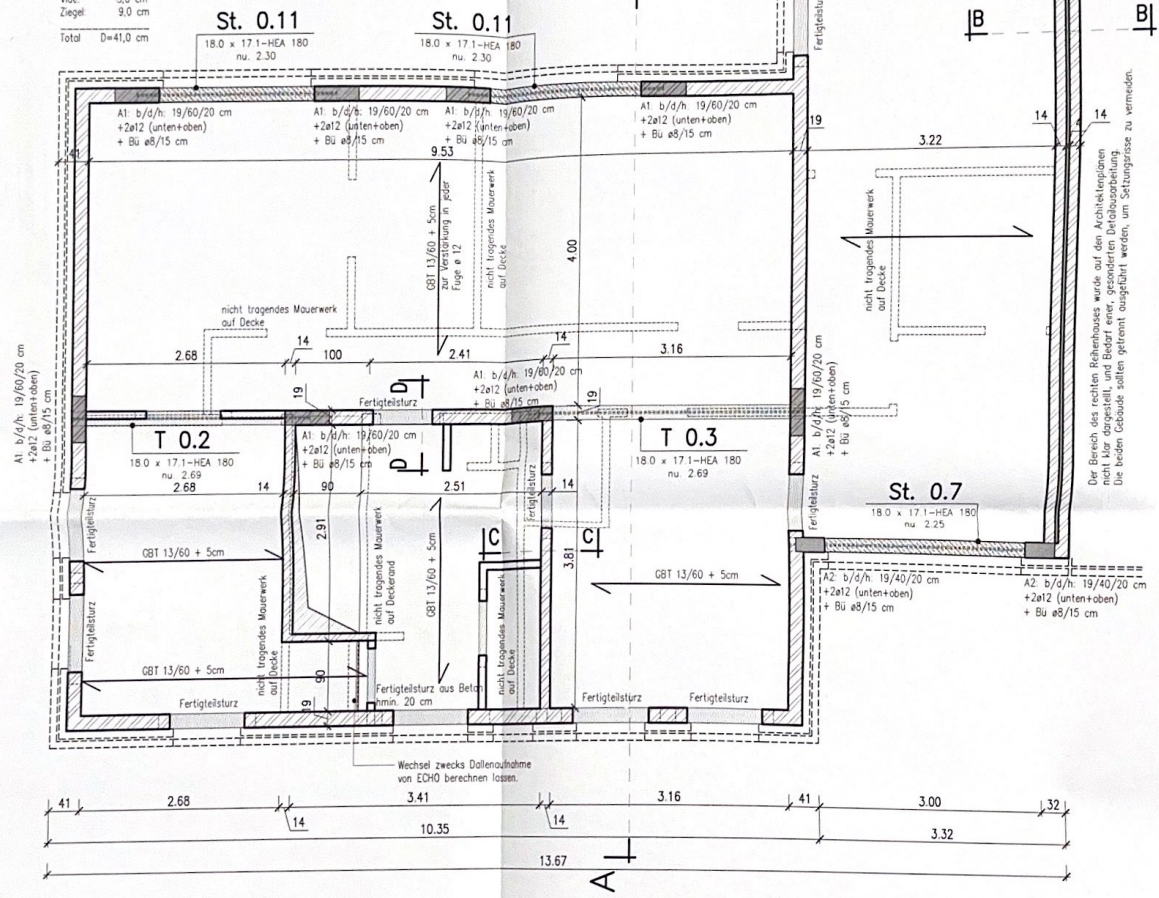 Ziegel: 9,0 cm
Total D=41,0 cm
St. 0.11
18.0 x 17.1-HEA 180
nu. 2.30
St. 0.11
18.0 x 17.1-HEA 180
nu. 2.30
Fertigteilstu
B
B
A1: b/d/h: 19/60/20 cm
+2ø12 (unten+oben)
+ Bü ø8/15 cm
A1: b/d/h: 19/60/20 cm
+2ø12 (unten+oben)
+ Bü ø8/15 cm
A1: b/d/h: 19/60/20 cm
+2ø12 (unten+oben)
+ Bü ø8/15 cm
A1: b/d/h: 19/60/20 cm
+2ø12 (unten+oben)
+ Bü ø8/15 cm
41
9.53
19
3.22
14
4
14
GBT 13/60 + 5cm
zur Verstärkung in jeder
Fuge ø 12
nicht tragendes Mauerwerk
auf Decke
4.00
nicht tragendes Mauerwerk
auf Decke
Der Bereich des rechten Reihenhauses wurde auf den Architektenplänen
nicht klar dargestellt, und Bedarf einer, gesonderten Detailausarbeitung.
Die beiden Gebäude sollten getrennt ausgeführt werden, um Setzungsrisse zu vermeiden.
nicht tragendes Mauerwerk
auf Decke
2.68
14
100
2.41
14
3.16
A1: b/d/h: 19/60/20 cm
+2ø12 (unten+oben)
+ Bü ø8/15 cm
A1: b/d/h: 19/60/20 cm
+2ø12 (unten+oben)
+ Bü ø8/15 cm
19
D
Fertigteilsturz
19
A1: b/d/h: 19/60/20 cm
+2ø12 (unten+oben)
+ Bü ø8/15 cm
T 0.2
18.0 x 17.1-HEA 180
nu. 2.69
A1: b/d/h: 19/60/20 cm
+2ø12 (unten+oben)
+ Bü ø8/15 cm
D
T 0.3
18.0 x 17.1-HEA 180
nu. 2.69
2.68
14
90
2.51
14
Fertigteilsturz
Fertigteilsturz
Fertigteilsturz
St. 0.7
18.0 x 17.1-HEA 180
nu. 2.25
2.91
nicht tragendes Mauerwerk
auf Deckenrand
GBT 13/60 + 5cm
C
C
3.81
GBT 13/60 + 5cm
GBT 13/60 + 5cm
A2: b/d/h: 19/40/20 cm
+2ø12 (unten+oben)
+ Bü ø8/15 cm
A2: b/d/h: 19/40/20 cm
+2ø12 (unten+oben)
+ Bü ø8/15 cm
Fertigteilsturz
nicht tragendes Mauerwerk
auf Decke
nicht tragendes Mauerwerk
auf Decke
GBT 13/60 + 5cm
90
19
Fertigteilsturz
Fertigteilsturz aus Beton
hmin. 20 cm
Fertigteilsturz
Fertigteilsturz
Wechsel zwecks Dallenaufnahme
von ECHO berechnen lassen.
41
2.68
14
3.41
14
3.16
41
3.00
32
10.35
3.32
13.67
A